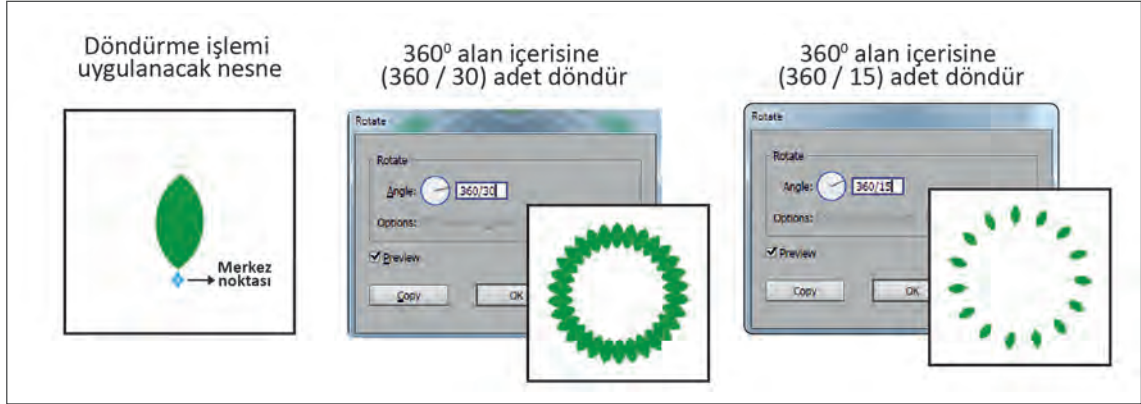 Döndürme işlemi
uygulanacak nesne
Merkez
noktası
360⁰ alan içerisine
(360 / 30) adet döndür
Rotate
Rotate
Angle:
360/30
Options:
Preview
Copy
OK
360⁰ alan içerisine
(360 / 15) adet döndür
Rotate
Rotate
Angle:
360/15
Options:
Preview
Copy
OK